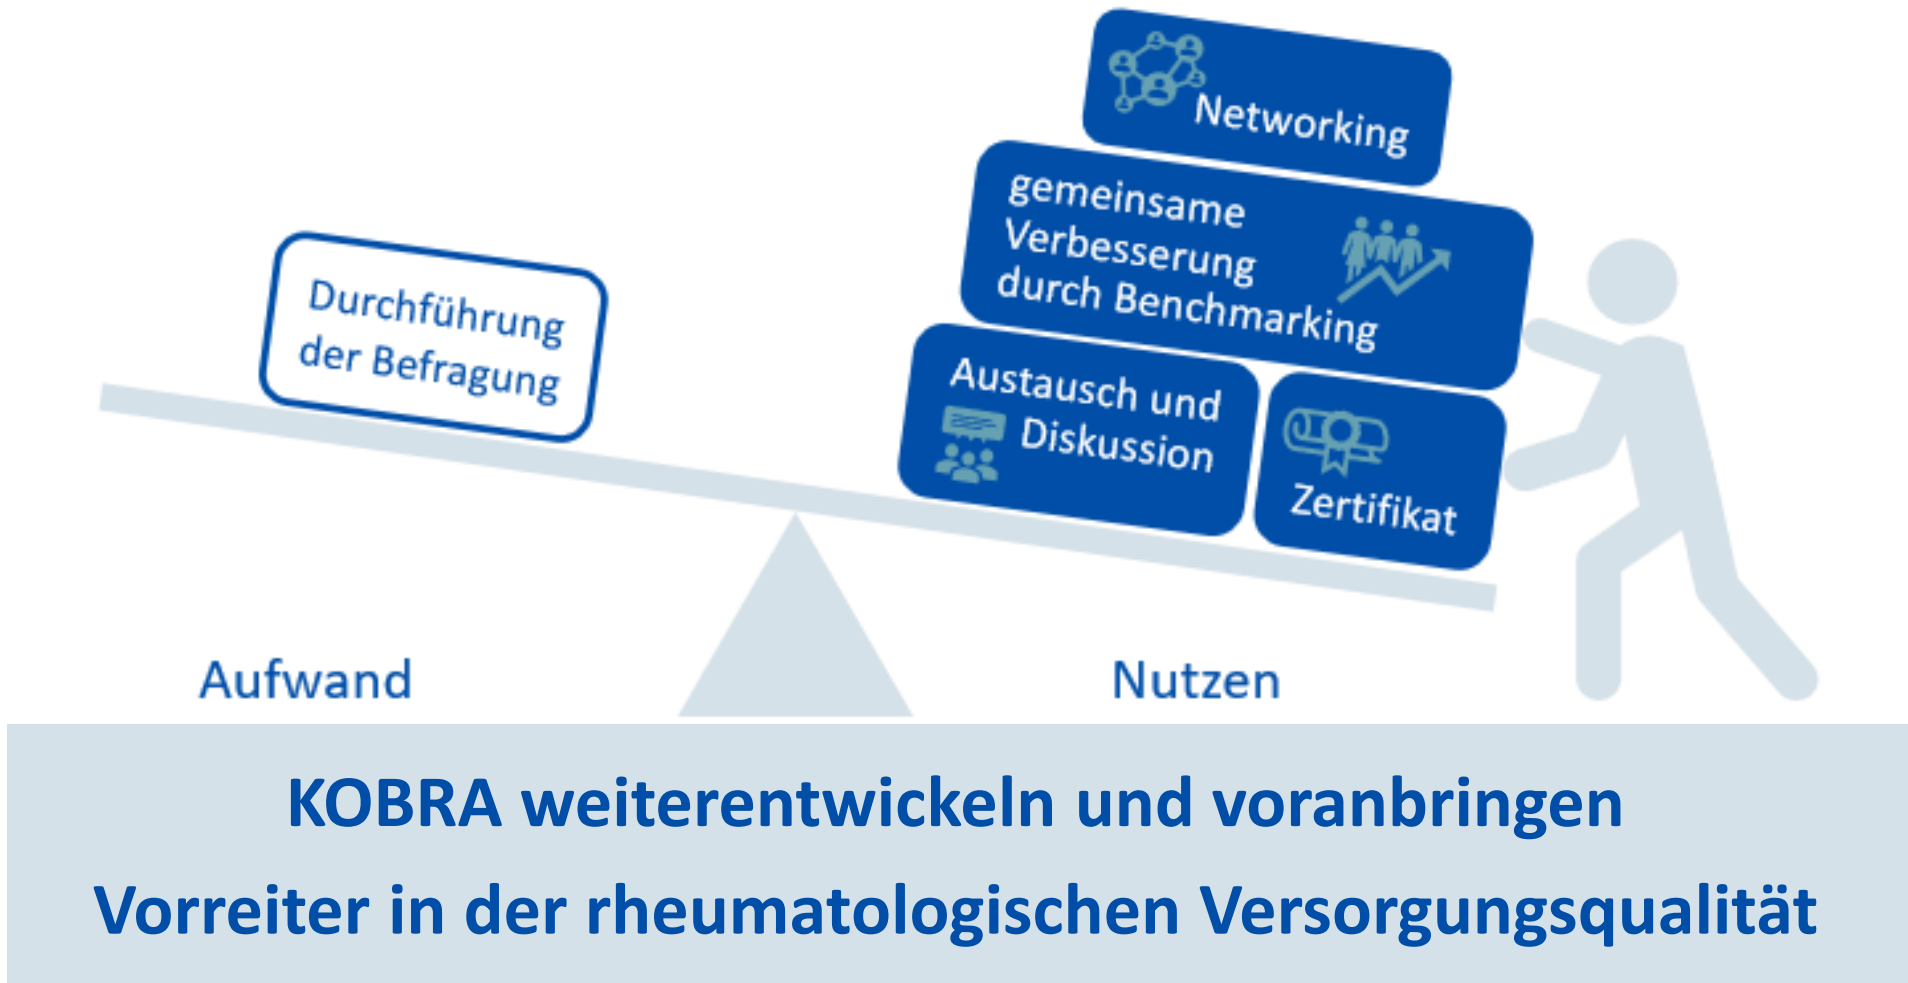 Networking
gemeinsame
Verbesserung
durch Benchmarking
Durchführung
der Befragung
Austausch und
Diskussion
Zertifikat
Aufwand
Nutzen
KOBRA weiterentwickeln und voranbringen
Vorreiter in der rheumatologischen Versorgungsqualität